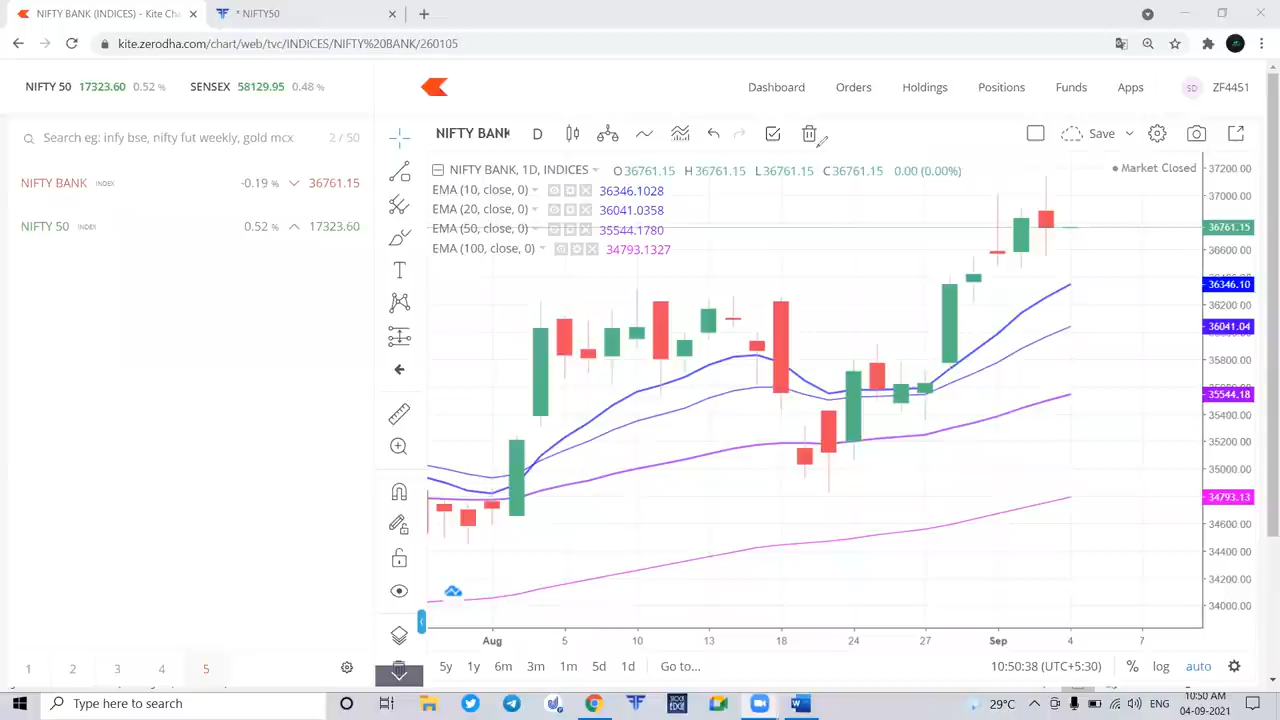 NIFTY BANK (INDICES) - Kite Cha
* NIFTY50
kite.zerodha.com/chart/web/tvc/INDICES/NIFTY%20BANK/260105
NIFTY 50 17323.60 0.52 % SENSEX 58129.95 0.48 %
Dashboard Orders Holdings Positions Funds Apps SD ZF4451
Search eg: infy bse, nifty fut weekly, gold mcx 2 / 50
NIFTY BANK INDEX -0.19 % 36761.15
NIFTY 50 INDEX 0.52 % 17323.60
NIFTY BANK D Save
NIFTY BANK, 1D, INDICES O36761.15 H36761.15 L36761.15 C36761.15 0.00 (0.00%)
Market Closed
EMA (10, close, 0) 36346.1028
EMA (20, close, 0) 36041.0358
EMA (50, close, 0) 35544.1780
EMA (100, close, 0) 34793.1327
37200.00
37000.00
36761.15
36600.00
36346.10
36200.00
36041.04
35800.00
35544.18
35400.00
35200.00
35000.00
34793.13
34600.00
34400.00
34200.00
34000.00
Aug 5 10 13 18 24 27 Sep 4 7
5y 1y 6m 3m 1m 5d 1d Go to... 10:50:38 (UTC+5:30) % log auto
1 2 3 4 5
Type here to search
STOCK EDGE
29°C ENG
10:50 AM
04-09-2021